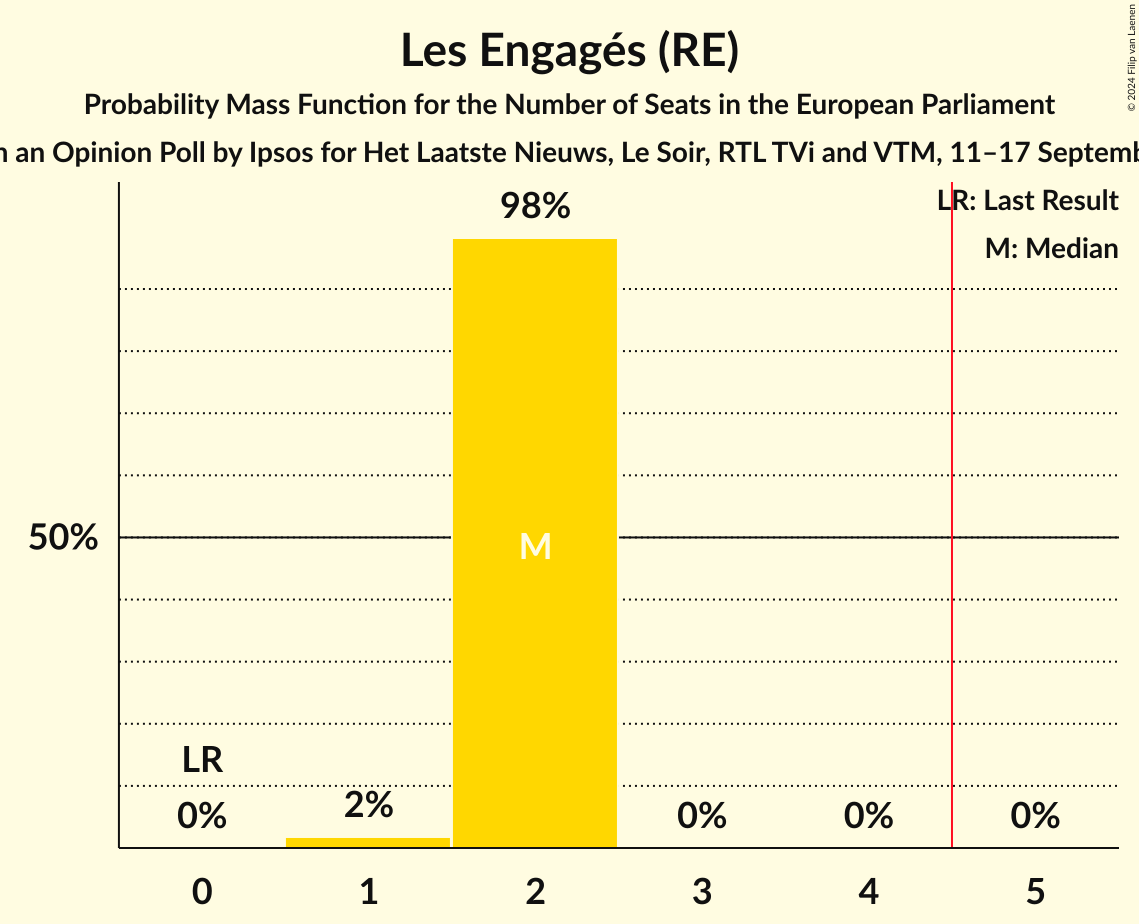 Les Engagés (RE)
Probability Mass Function for the Number of Seats in the European Parliament
an Opinion Poll by Ipsos for Het Laatste Nieuws, Le Soir, RTL TVi and VTM, 11–17
LR: Last Result
M: Median
98%
50%
M
LR
0%
2%
0%
0%
0%
0
1
2
3
4
5
© 2024 Filip van Laenen